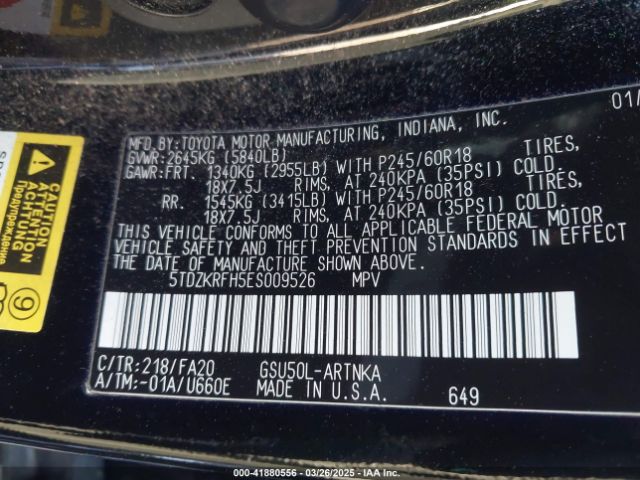 01/
MFD.BY:TOYOTA MOTOR MANUFACTURING, INDIANA, INC.
GVWR:2645KG (5840LB)
GAWR:FRT. 1340KG (2955LB) WITH P245/60R18 TIRES,
18X7.5J RIMS, AT 240KPA (35PSI) COLD.
RR. 1545KG (3415LB) WITH P245/60R18 TIRES,
18X7.5J RIMS, AT 240KPA (35PSI) COLD.
THIS VEHICLE CONFORMS TO ALL APPLICABLE FEDERAL MOTOR
VEHICLE SAFETY AND THEFT PREVENTION STANDARDS IN EFFECT
ON THE DATE OF MANUFACTURE SHOWN ABOVE.
5TDZKRFH5ES009526 MPV
C/TR:218/FA20 GSU50L-ARTNKA
A/TM:-01A/U660E MADE IN U.S.A. 649
CAUTION
ATTENTION
ACHTUNG
Предупреждение
9
000-41880556 | 03/26/2025 - IAA Inc.